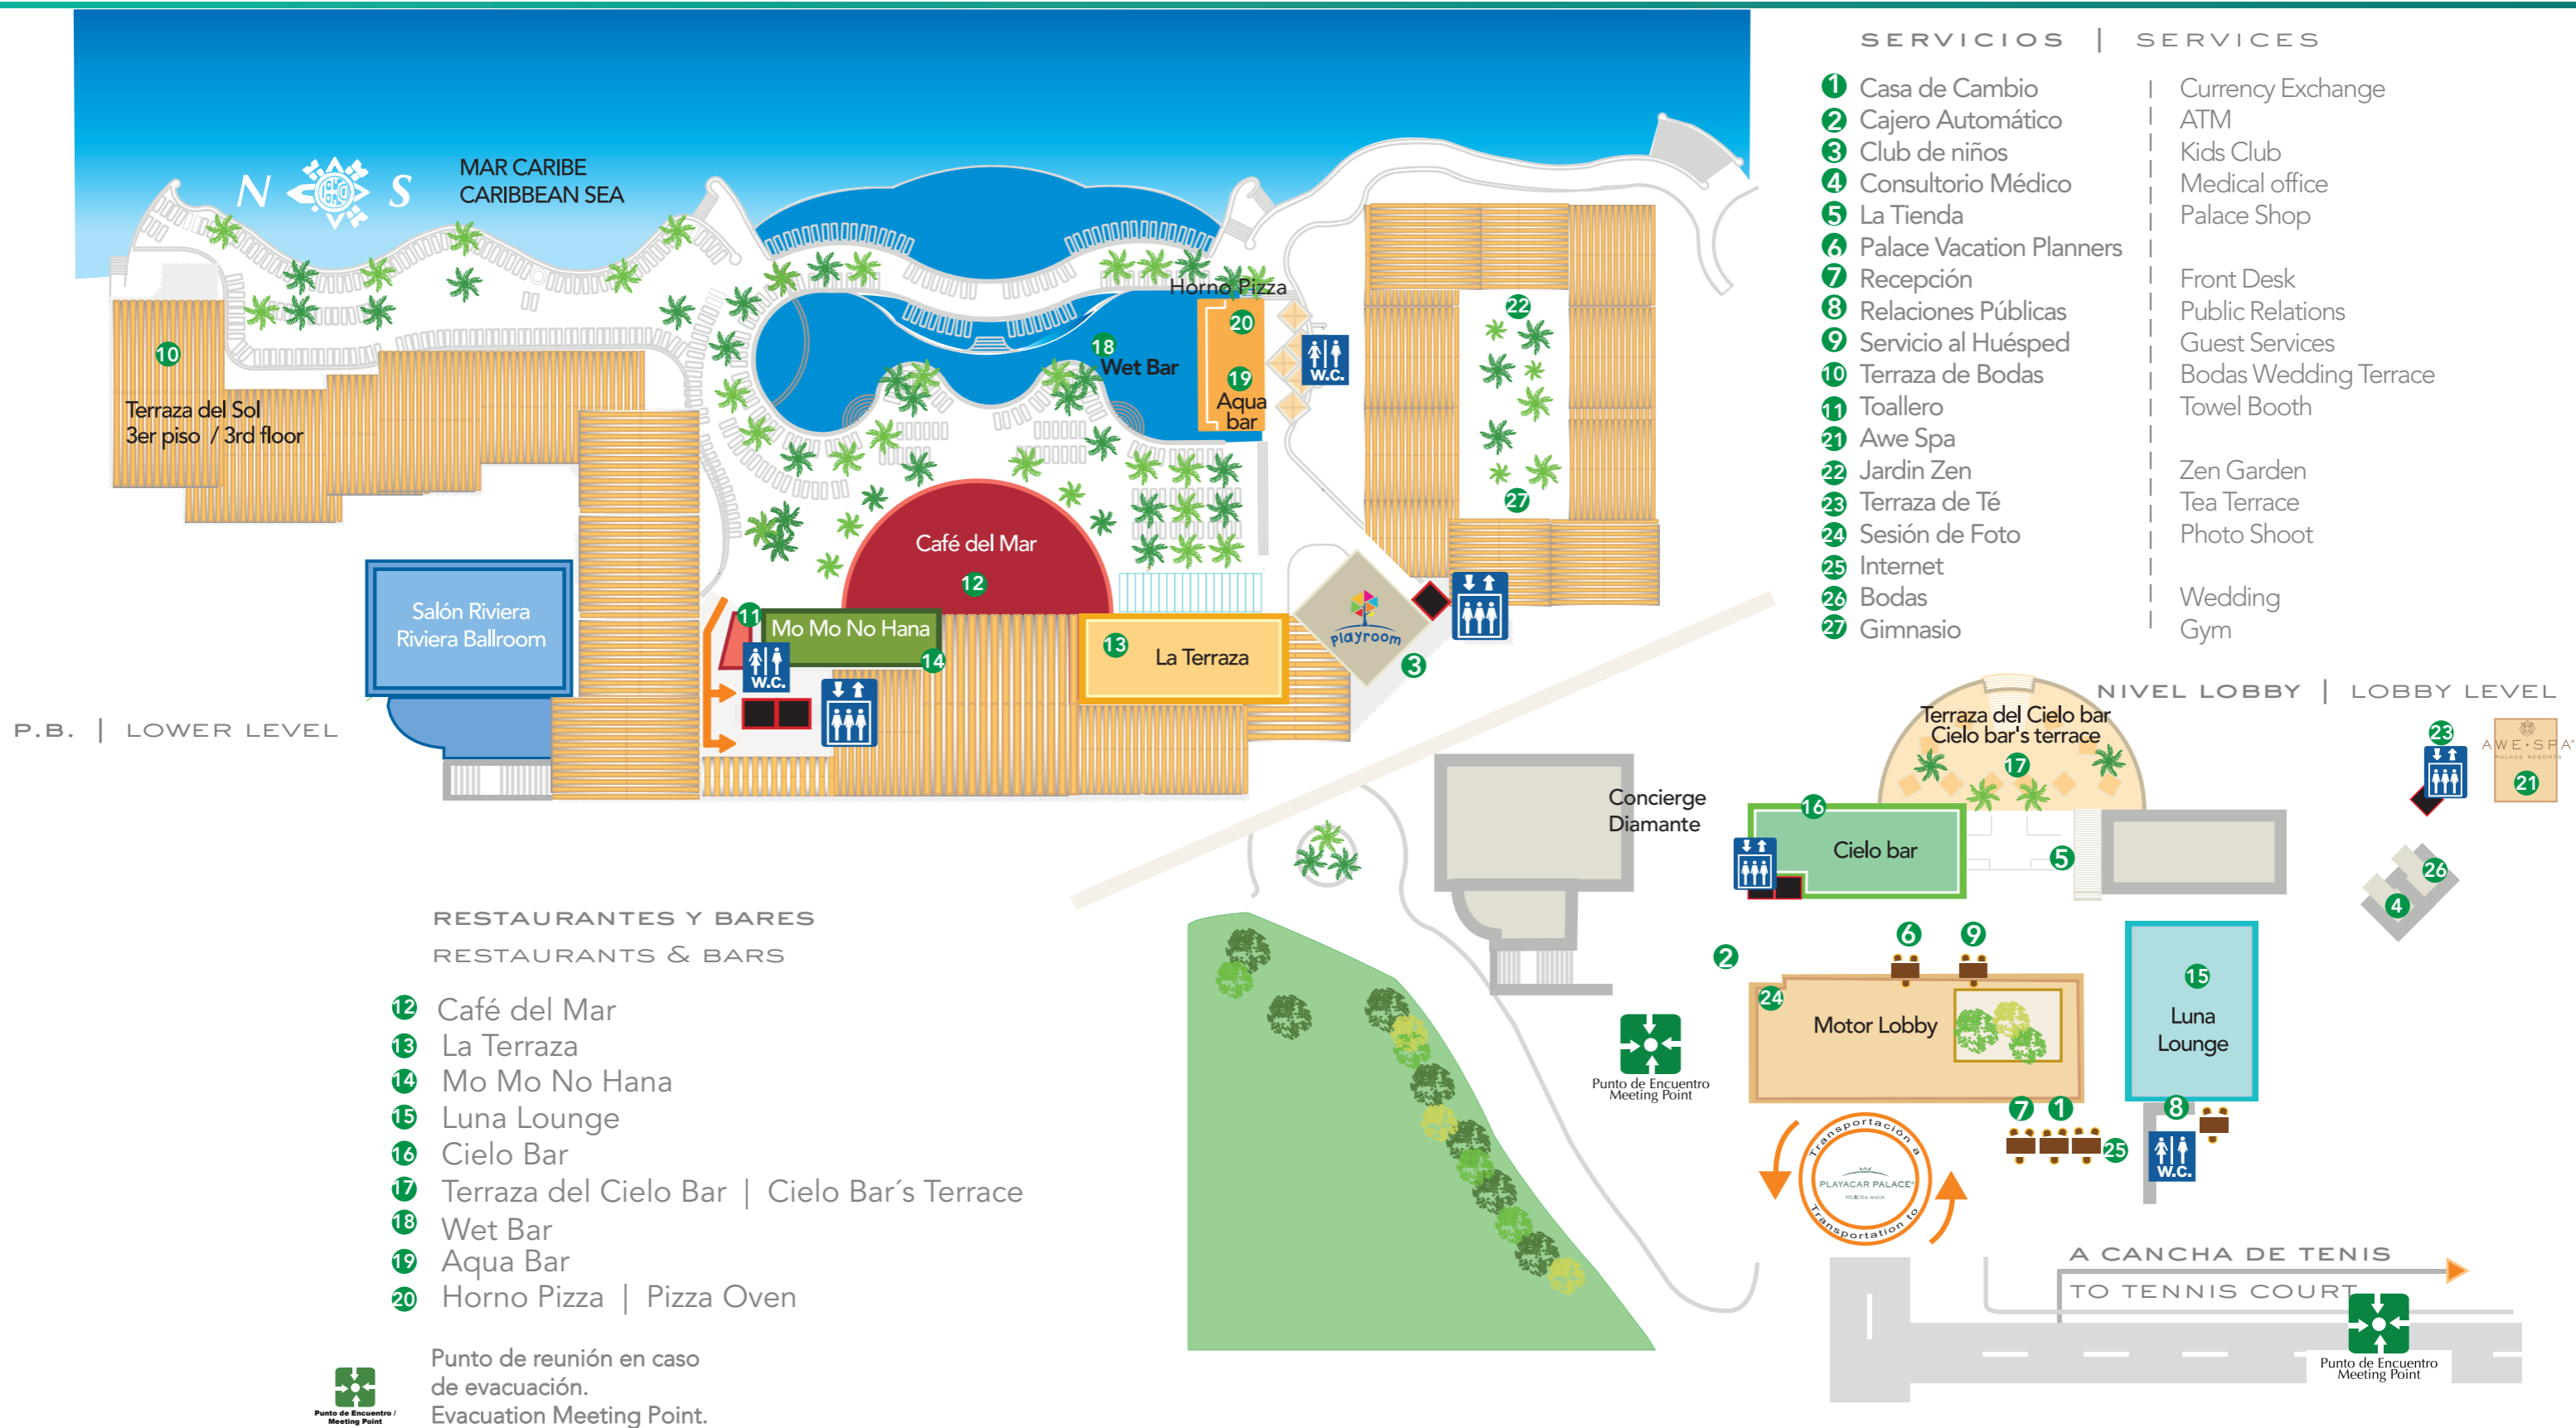 SERVICIOS | SERVICES
1 Casa de Cambio | Currency Exchange
2 Cajero Automático | ATM
3 Club de niños | Kids Club
4 Consultorio Médico | Medical office
5 La Tienda | Palace Shop
6 Palace Vacation Planners
7 Recepción | Front Desk
8 Relaciones Públicas | Public Relations
9 Servicio al Huésped | Guest Services
10 Terraza de Bodas | Bodas Wedding Terrace
11 Toallero | Towel Booth
21 Awe Spa
22 Jardin Zen | Zen Garden
23 Terraza de Té | Tea Terrace
24 Sesión de Foto | Photo Shoot
25 Internet
26 Bodas | Wedding
27 Gimnasio | Gym
N S
MAR CARIBE
CARIBBEAN SEA
10
Terraza del Sol
3er piso / 3rd floor
Horno Pizza
20
18
Wet Bar
19
Aqua
bar
W.C.
22
27
Café del Mar
12
Salón Riviera
Riviera Ballroom
11
Mo Mo No Hana
14
W.C.
13
La Terraza
playroom
3
P.B. | LOWER LEVEL
NIVEL LOBBY | LOBBY LEVEL
Terraza del Cielo bar
Cielo bar's terrace
17
23
AWE·SPA
PALACE RESORTS
21
Concierge
Diamante
16
Cielo bar
5
26
4
6
9
2
24
Motor Lobby
15
Luna
Lounge
Punto de Encuentro
Meeting Point
7
1
8
25
W.C.
Transportación a
PLAYACAR PALACE
RIVIERA MAYA
Transportation to
A CANCHA DE TENIS
TO TENNIS COURT
Punto de Encuentro
Meeting Point
RESTAURANTES Y BARES
RESTAURANTS & BARS
12 Café del Mar
13 La Terraza
14 Mo Mo No Hana
15 Luna Lounge
16 Cielo Bar
17 Terraza del Cielo Bar | Cielo Bar´s Terrace
18 Wet Bar
19 Aqua Bar
20 Horno Pizza | Pizza Oven
Punto de Encuentro /
Meeting Point
Punto de reunión en caso
de evacuación.
Evacuation Meeting Point.